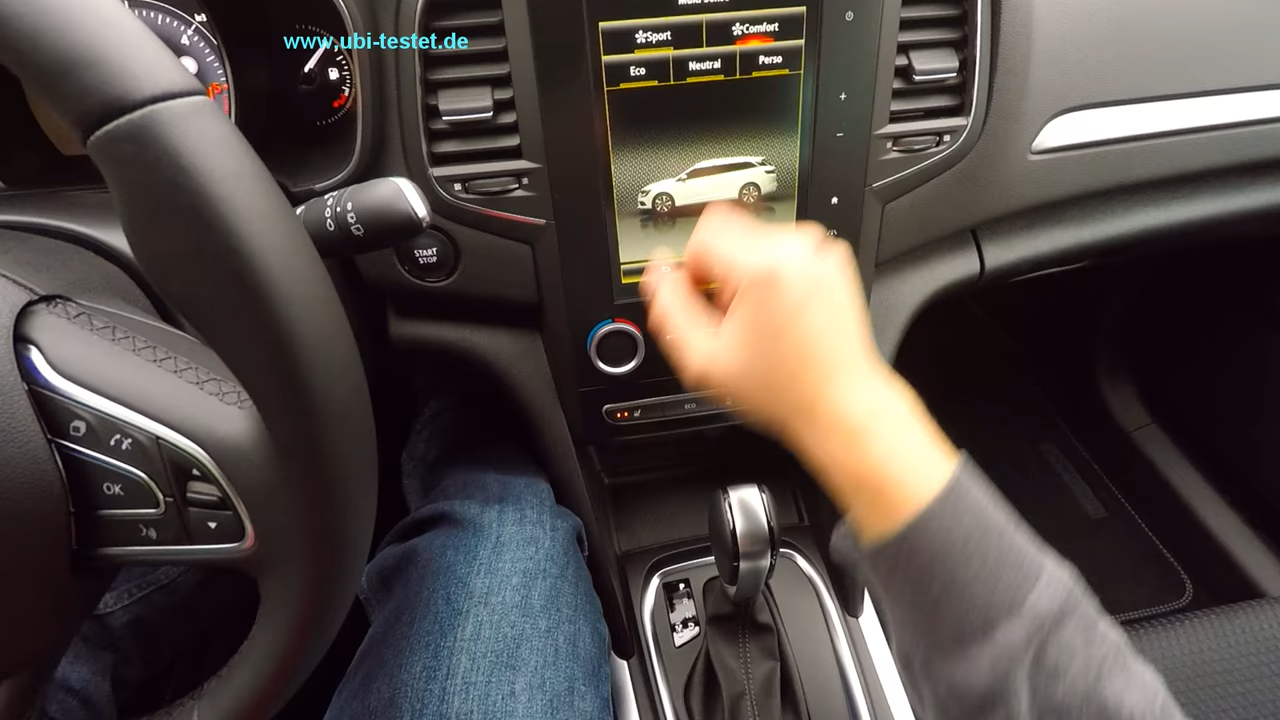 www.ubi-testet.de
Sport
Comfort
Eco
Neutral
Perso
START
STOP
OK
ECO
P
R
N
D